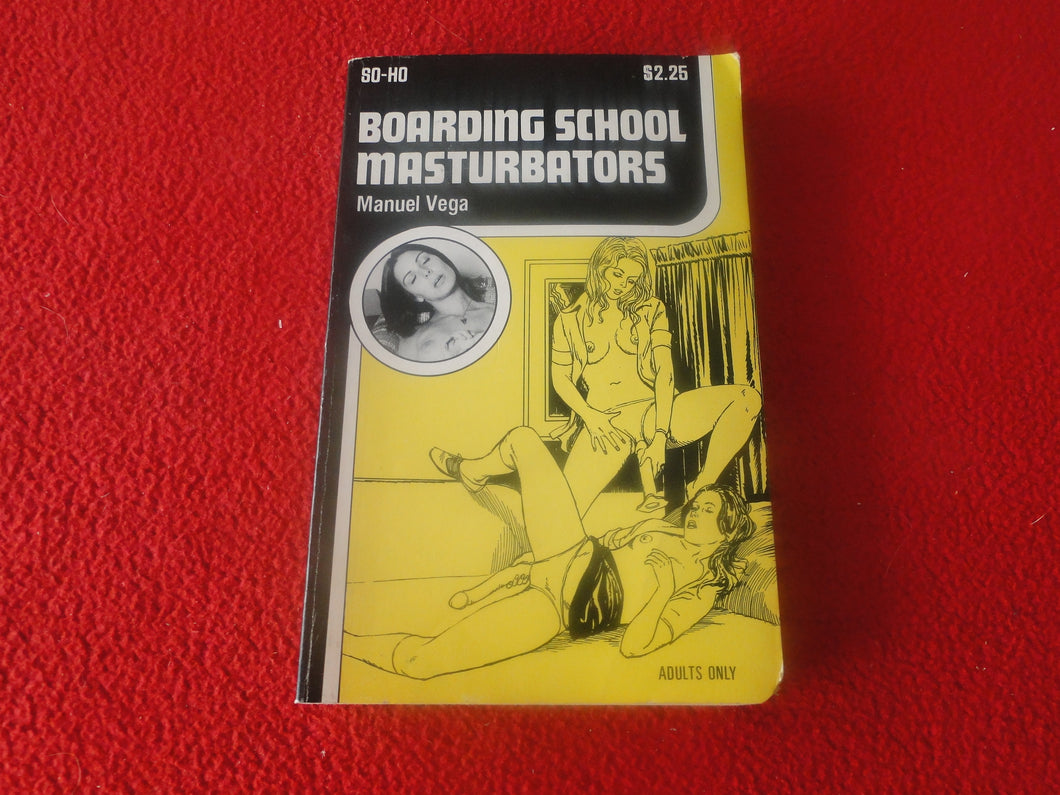 SO-HO
$2.25
BOARDING SCHOOL
MASTURBATORS
Manuel Vega
ADULTS ONLY